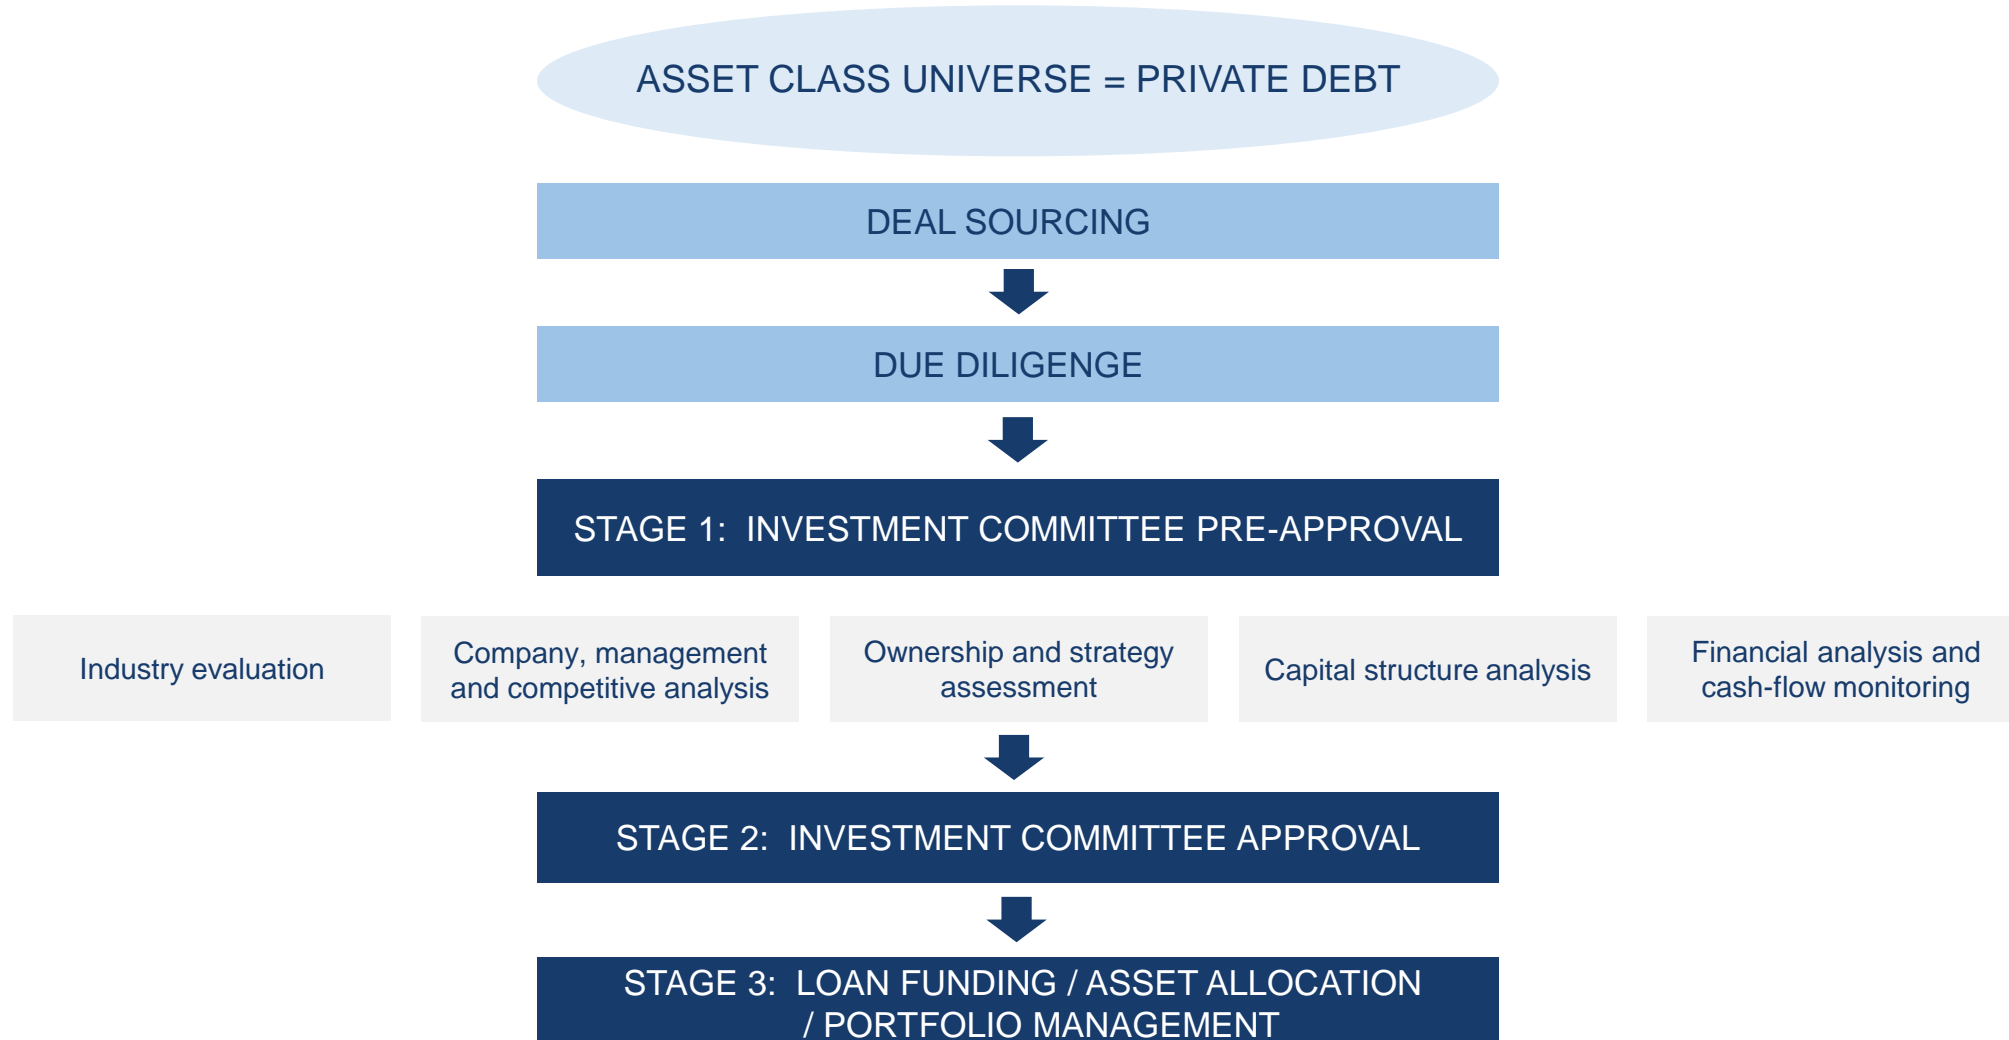 ASSET CLASS UNIVERSE = PRIVATE DEBT
DEAL SOURCING
DUE DILIGENGE
STAGE 1:  INVESTMENT COMMITTEE PRE-APPROVAL
Industry evaluation
Company, management
and competitive analysis
Ownership and strategy
assessment
Capital structure analysis
Financial analysis and
cash-flow monitoring
STAGE 2:  INVESTMENT COMMITTEE APPROVAL
STAGE 3:  LOAN FUNDING / ASSET ALLOCATION
/ PORTFOLIO MANAGEMENT